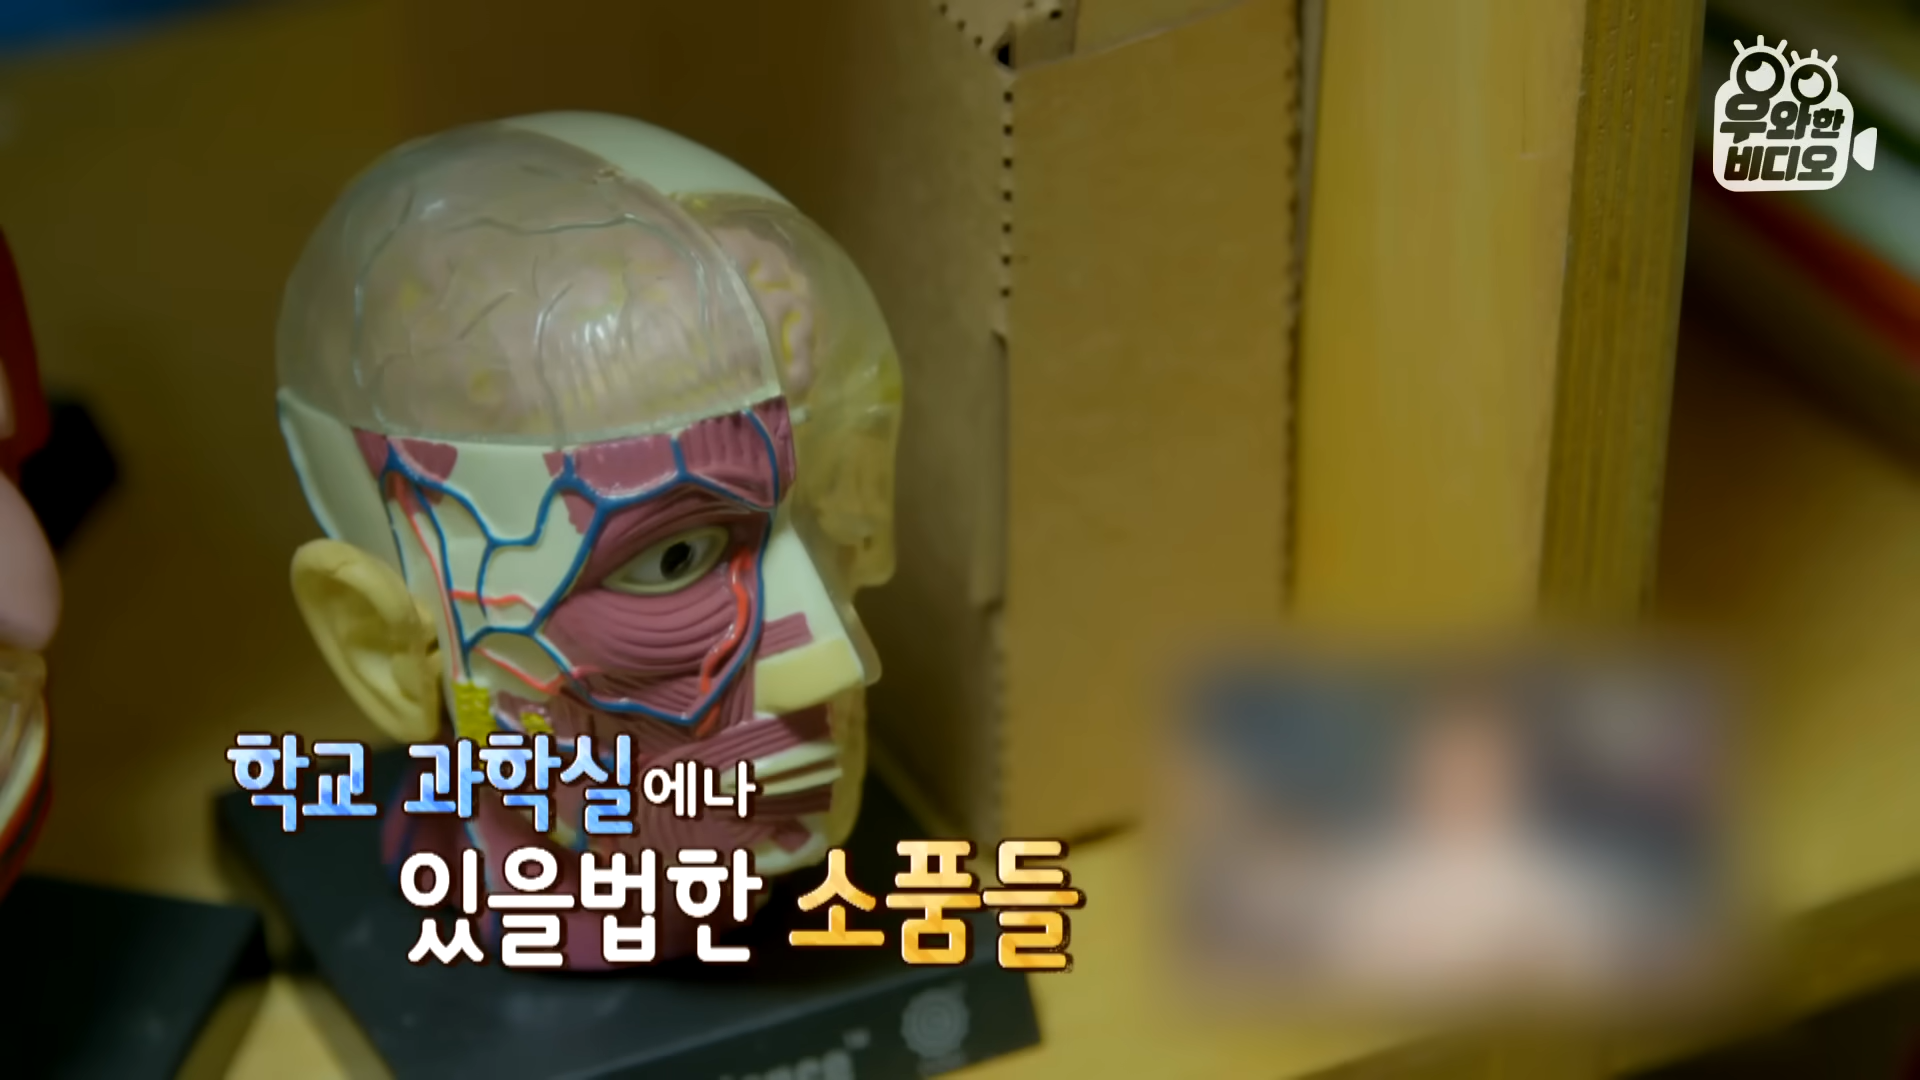 우와한
비디오
학교 과학실에나
있을법한 소품들